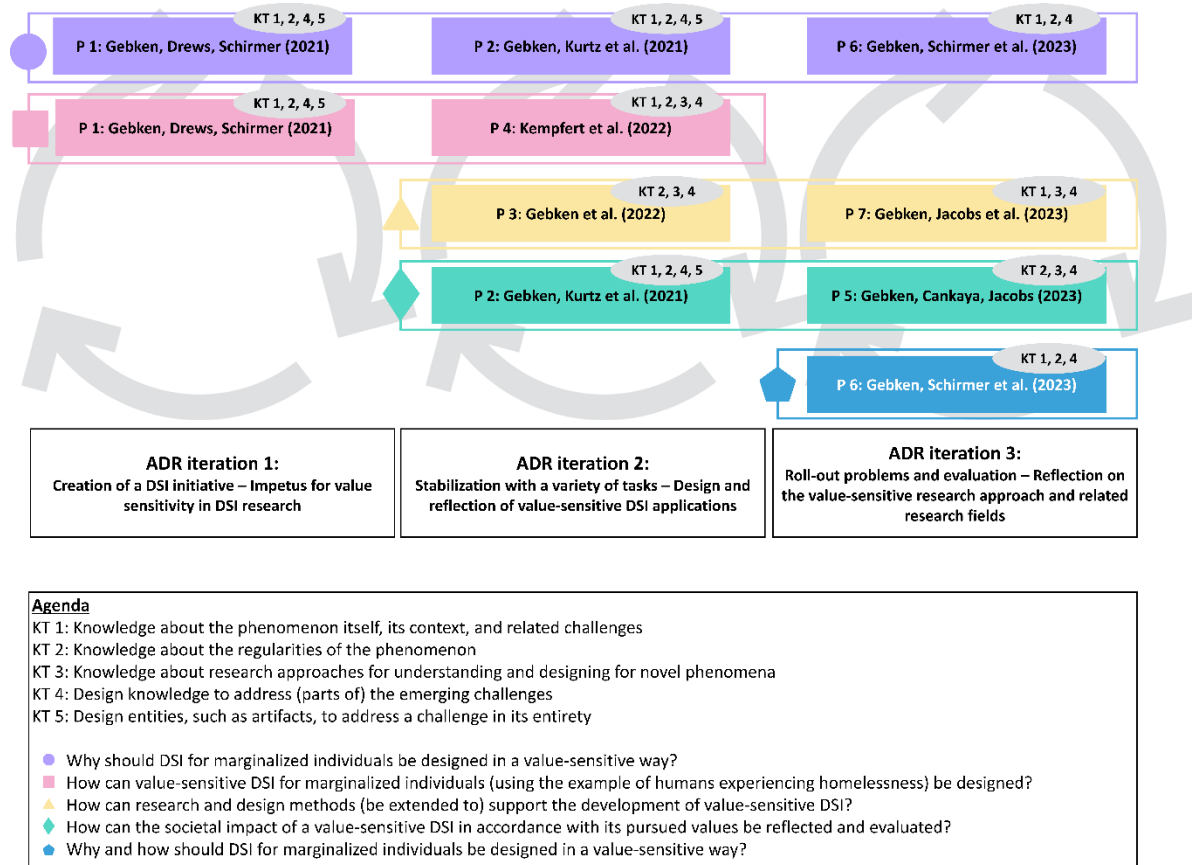 KT 1, 2, 4, 5
KT 1, 2, 4, 5
KT 1, 2, 4
P 1: Gebken, Drews, Schirmer (2021)
P 2: Gebken, Kurtz et al. (2021)
P 6: Gebken, Schirmer et al. (2023)
KT 1, 2, 4, 5
KT 1, 2, 3, 4
P 1: Gebken, Drews, Schirmer (2021)
P 4: Kempfert et al. (2022)
KT 2, 3, 4
KT 1, 3, 4
P 3: Gebken et al. (2022)
P 7: Gebken, Jacobs et al. (2023)
KT 1, 2, 4, 5
KT 2, 3, 4
P 2: Gebken, Kurtz et al. (2021)
P 5: Gebken, Cankaya, Jacobs (2023)
KT 1, 2, 4
P 6: Gebken, Schirmer et al. (2023)
ADR iteration 1:
Creation of a DSI initiative – Impetus for value
sensitivity in DSI research
ADR iteration 2:
Stabilization with a variety of tasks – Design and
reflection of value-sensitive DSI applications
ADR iteration 3:
Roll-out problems and evaluation – Reflection on
the value-sensitive research approach and related
research fields
Agenda
KT 1: Knowledge about the phenomenon itself, its context, and related challenges
KT 2: Knowledge about the regularities of the phenomenon
KT 3: Knowledge about research approaches for understanding and designing for novel phenomena
KT 4: Design knowledge to address (parts of) the emerging challenges
KT 5: Design entities, such as artifacts, to address a challenge in its entirety
Why should DSI for marginalized individuals be designed in a value-sensitive way?
How can value-sensitive DSI for marginalized individuals (using the example of humans experiencing homelessness) be designed?
How can research and design methods (be extended to) support the development of value-sensitive DSI?
How can the societal impact of a value-sensitive DSI in accordance with its pursued values be reflected and evaluated?
Why and how should DSI for marginalized individuals be designed in a value-sensitive way?